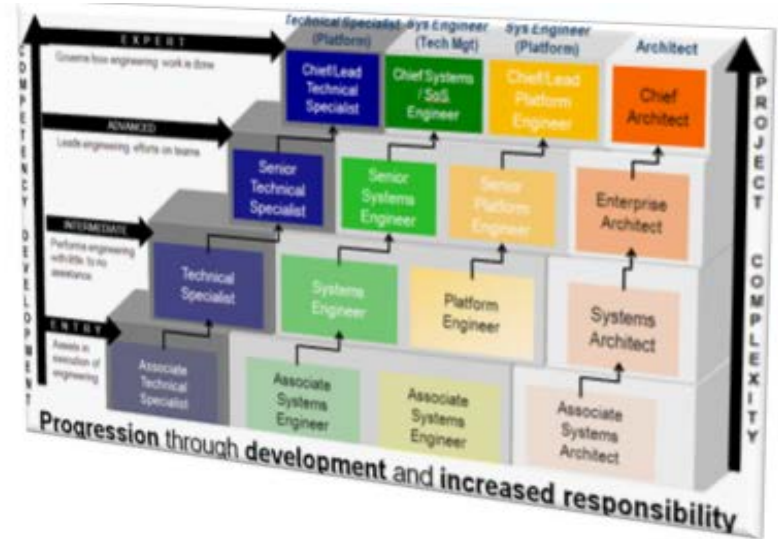 Technical Specialist
(Platform)
Sys Engineer
(Tech Mgt)
Sys Engineer
(Platform)
Architect
EXPERT
Governs how engineering work is done
Chief/Lead
Technical
Specialist
Chief Systems
/ SoS
Engineer
Chief/Lead
Platform
Engineer
Chief
Architect
ADVANCED
Leads engineering efforts on teams
Senior
Technical
Specialist
Senior
Systems
Engineer
Senior
Platform
Engineer
Enterprise
Architect
INTERMEDIATE
Performs engineering
with little to no
assistance
Technical
Specialist
Systems
Engineer
Platform
Engineer
Systems
Architect
ENTRY
Assists in
execution of
engineering
Associate
Technical
Specialist
Associate
Systems
Engineer
Associate
Systems
Engineer
Associate
Systems
Architect
COMPETENCY DEVELOPMENT
PROJECT COMPLEXITY
Progression through development and increased responsibility